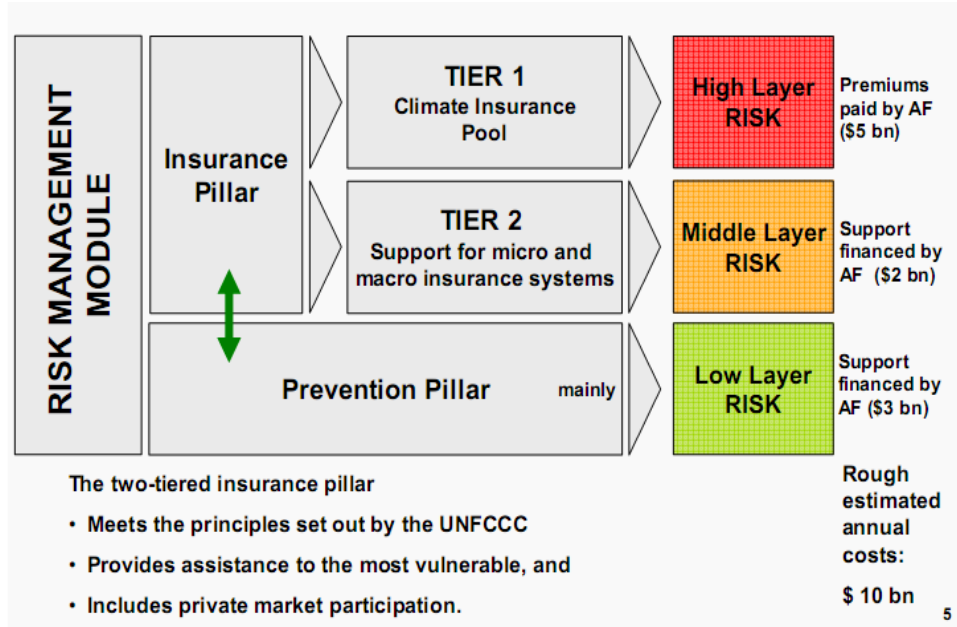 RISK MANAGEMENT
MODULE
Insurance
Pillar
TIER 1
Climate Insurance
Pool
High Layer
RISK
Premiums
paid by AF
($5 bn)
TIER 2
Support for micro and
macro insurance systems
Middle Layer
RISK
Support
financed by
AF ($2 bn)
Prevention Pillar
mainly
Low Layer
RISK
Support
financed by
AF ($3 bn)
The two-tiered insurance pillar
• Meets the principles set out by the UNFCCC
• Provides assistance to the most vulnerable, and
• Includes private market participation.
Rough
estimated
annual
costs:
$ 10 bn
5